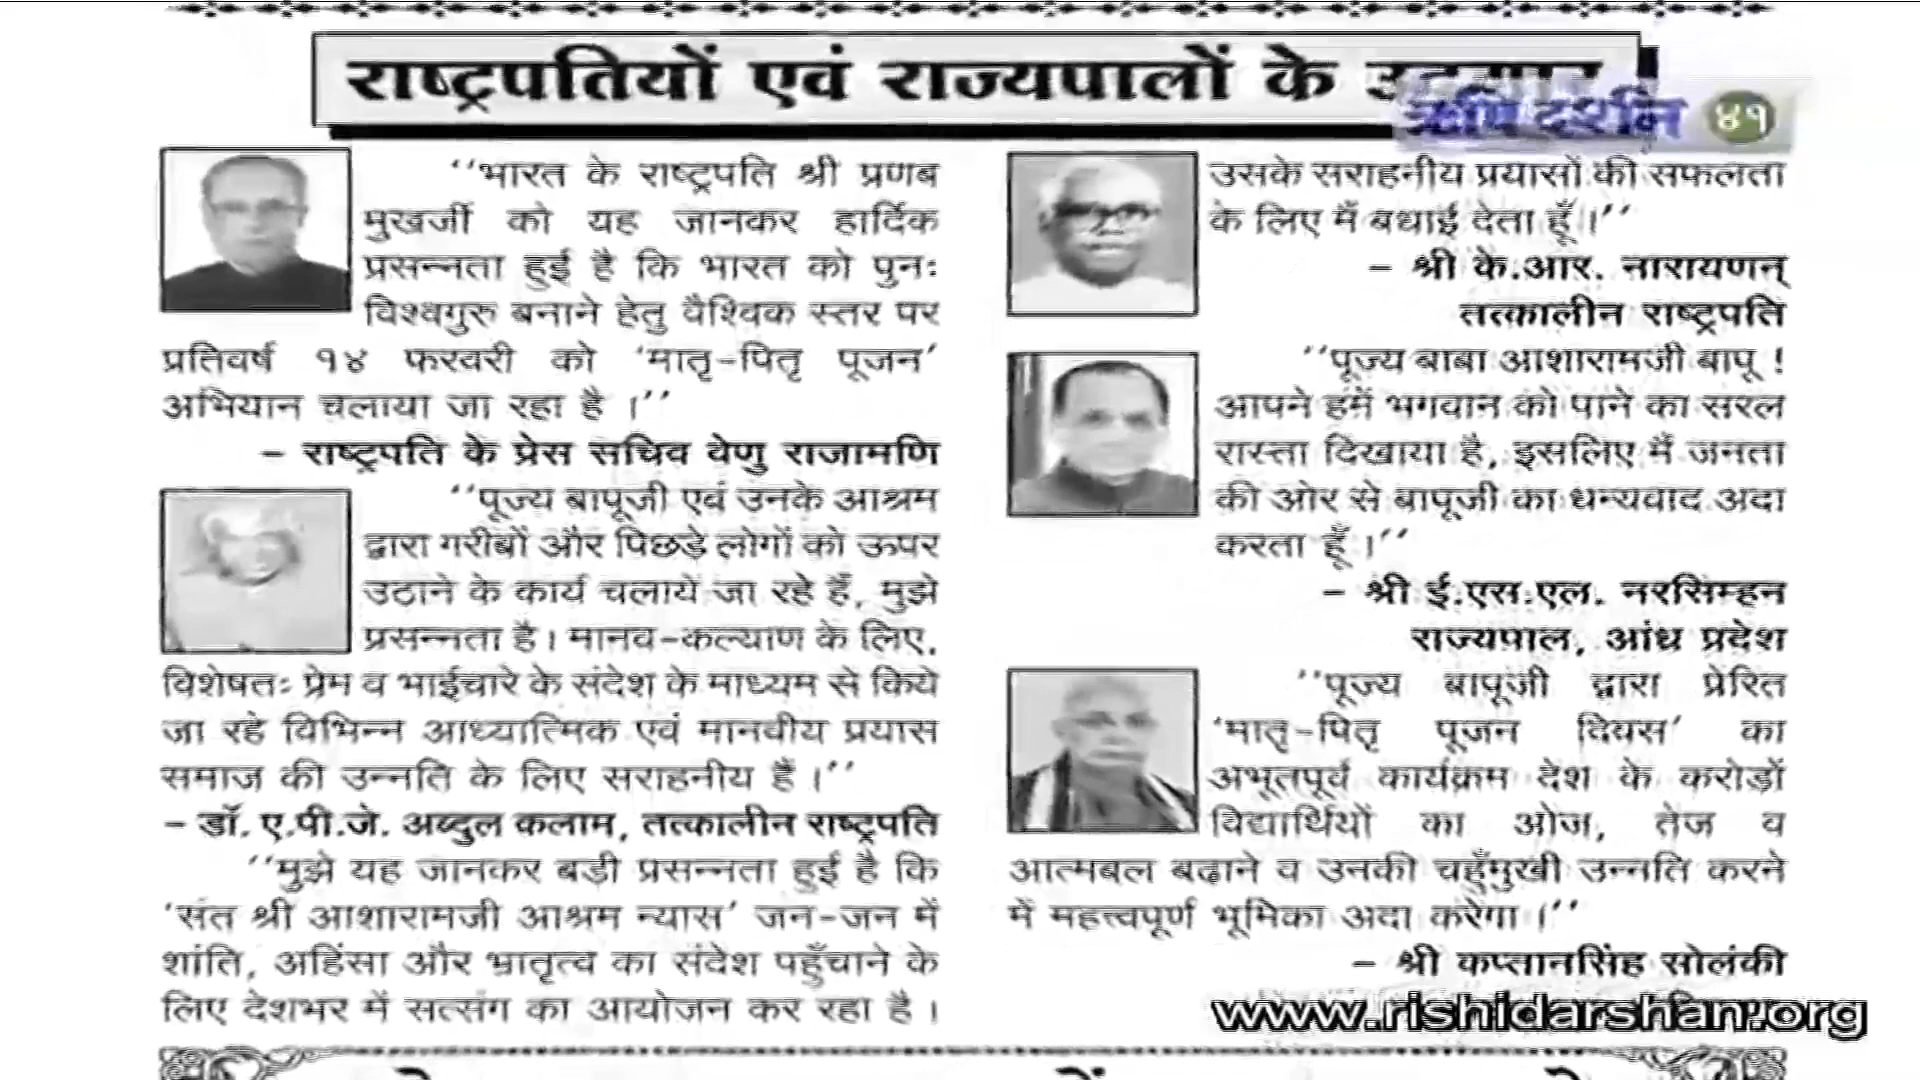 राष्ट्रपतियों एवं राज्यपालों के
ऋषि दर्शन ४१
‘‘भारत के राष्ट्रपति श्री प्रणब
मुखर्जी को यह जानकर हार्दिक
प्रसन्नता हुई है कि भारत को पुनः
विश्वगुरु बनाने हेतु वैश्विक स्तर पर
प्रतिवर्ष १४ फरवरी को ‘मातृ-पितृ पूजन’
अभियान चलाया जा रहा है ।’’
- राष्ट्रपति के प्रेस सचिव वेणु राजामणि
‘‘पूज्य बापूजी एवं उनके आश्रम
द्वारा गरीबों और पिछड़े लोगों को ऊपर
उठाने के कार्य चलाये जा रहे हैं, मुझे
प्रसन्नता है । मानव-कल्याण के लिए,
विशेषतः प्रेम व भाईचारे के संदेश के माध्यम से किये
जा रहे विभिन्न आध्यात्मिक एवं मानवीय प्रयास
समाज की उन्नति के लिए सराहनीय हैं ।’’
- डॉ. ए.पी.जे. अब्दुल कलाम, तत्कालीन राष्ट्रपति
‘‘मुझे यह जानकर बड़ी प्रसन्नता हुई है कि
‘संत श्री आशारामजी आश्रम न्यास’ जन-जन में
शांति, अहिंसा और भ्रातृत्व का संदेश पहुँचाने के
लिए देशभर में सत्संग का आयोजन कर रहा है ।
उसके सराहनीय प्रयासों की सफलता
के लिए मैं बधाई देता हूँ ।’’
- श्री के.आर. नारायणन्
तत्कालीन राष्ट्रपति
‘‘पूज्य बाबा आशारामजी बापू !
आपने हमें भगवान को पाने का सरल
रास्ता दिखाया है, इसलिए मैं जनता
की ओर से बापूजी का धन्यवाद अदा
करता हूँ ।’’
- श्री ई.एस.एल. नरसिम्हन
राज्यपाल, आंध्र प्रदेश
‘‘पूज्य बापूजी द्वारा प्रेरित
‘मातृ-पितृ पूजन दिवस’ का
अभूतपूर्व कार्यक्रम देश के करोड़ों
विद्यार्थियों का ओज, तेज व
आत्मबल बढ़ाने व उनकी चहुँमुखी उन्नति करने
में महत्त्वपूर्ण भूमिका अदा करेगा ।’’
- श्री कप्तानसिंह सोलंकी
www.rishidarshan.org